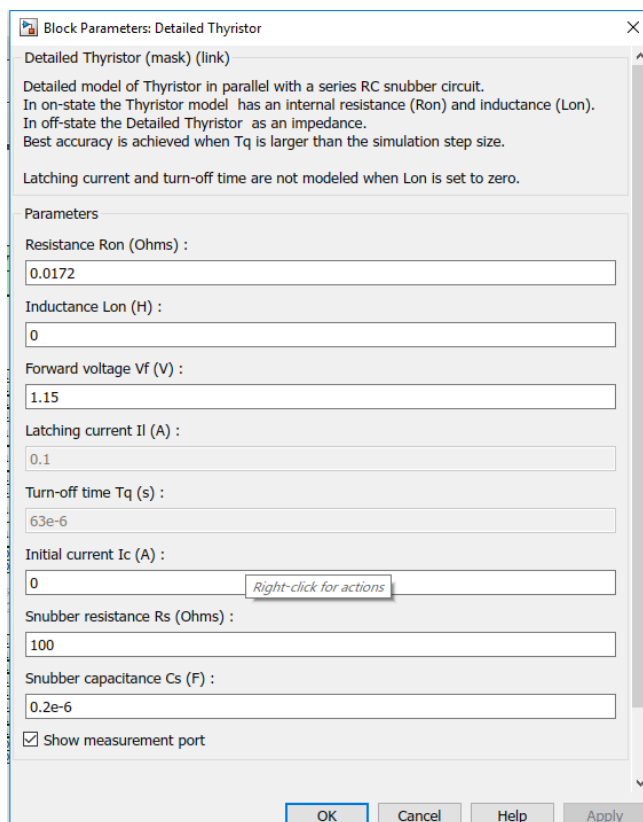 Block Parameters: Detailed Thyristor
Detailed Thyristor (mask) (link)
Detailed model of Thyristor in parallel with a series RC snubber circuit.
In on-state the Thyristor model has an internal resistance (Ron) and inductance (Lon).
In off-state the Detailed Thyristor as an impedance.
Best accuracy is achieved when Tq is larger than the simulation step size.
Latching current and turn-off time are not modeled when Lon is set to zero.
Parameters
Resistance Ron (Ohms) :
0.0172
Inductance Lon (H) :
0
Forward voltage Vf (V) :
1.15
Latching current Il (A) :
0.1
Turn-off time Tq (s) :
63e-6
Initial current Ic (A) :
0
Right-click for actions
Snubber resistance Rs (Ohms) :
100
Snubber capacitance Cs (F) :
0.2e-6
Show measurement port
OK Cancel Help Apply